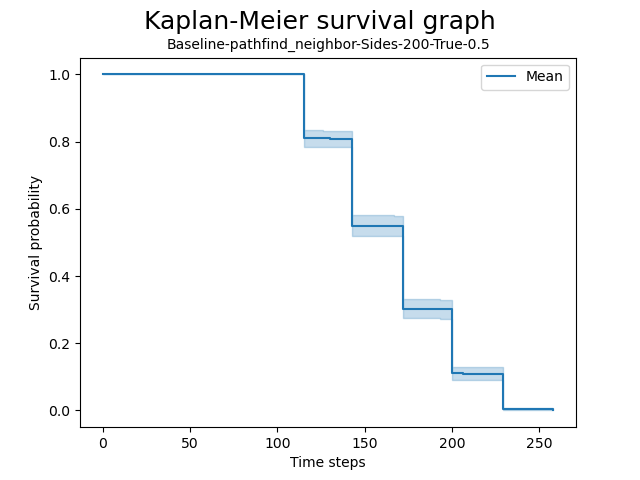 Kaplan-Meier survival graph
Baseline-pathfind_neighbor-Sides-200-True-0.5
Mean
Survival probability
1.0
0.8
0.6
0.4
0.2
0.0
0 50 100 150 200 250
Time steps